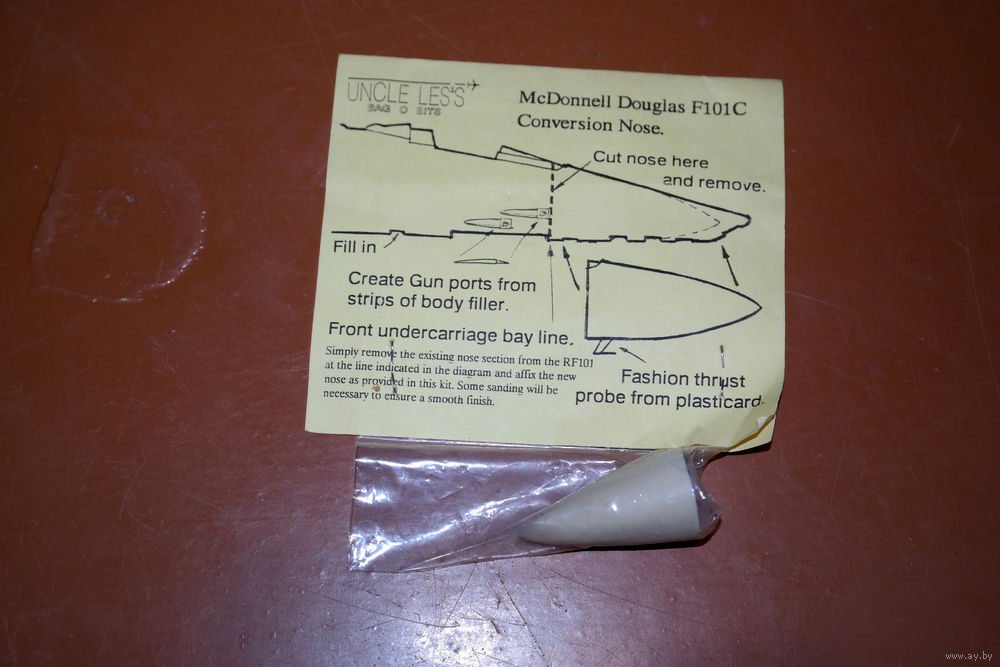 UNCLE LES'S
BAG O BITS
McDonnell Douglas F101C
Conversion Nose.
Cut nose here
and remove.
Fill in
Create Gun ports from
strips of body filler.
Front undercarriage bay line.
Simply remove the existing nose section from the RF101
at the line indicated in the diagram and affix the new
nose as provided in this kit. Some sanding will be
necessary to ensure a smooth finish.
Fashion thrust
probe from plasticard.
www.ay.by